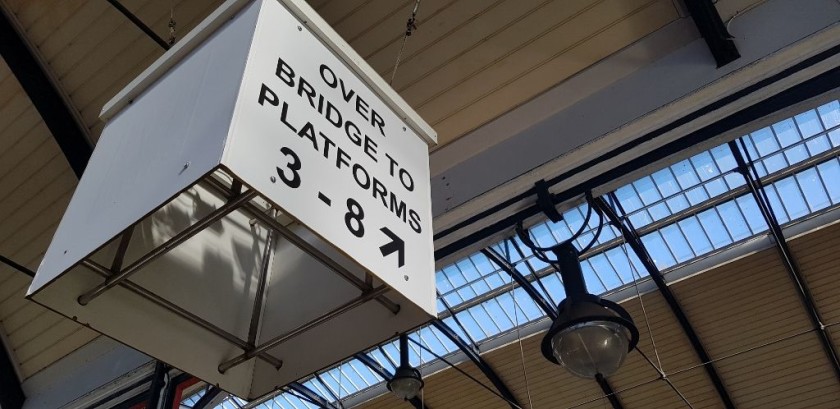 OVER
BRIDGE TO
PLATFORMS
3 - 8 ↗